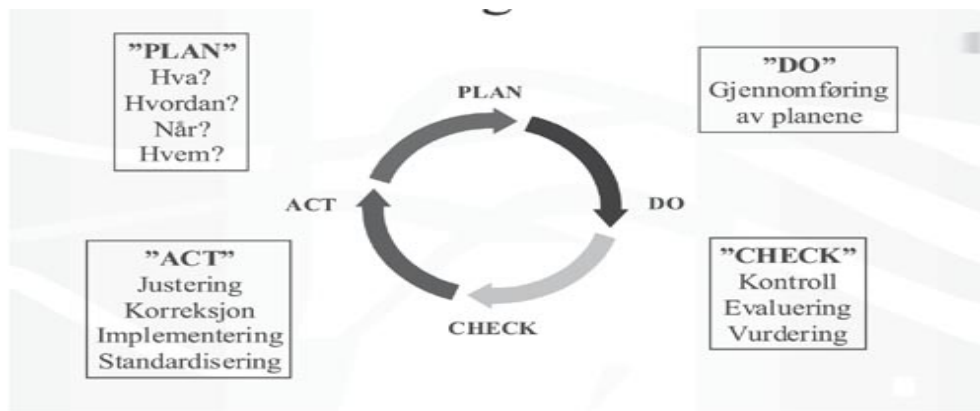 ”PLAN”
Hva?
Hvordan?
Når?
Hvem?
”DO”
Gjennomføring
av planene
PLAN
DO
CHECK
ACT
”ACT”
Justering
Korreksjon
Implementering
Standardisering
”CHECK”
Kontroll
Evaluering
Vurdering